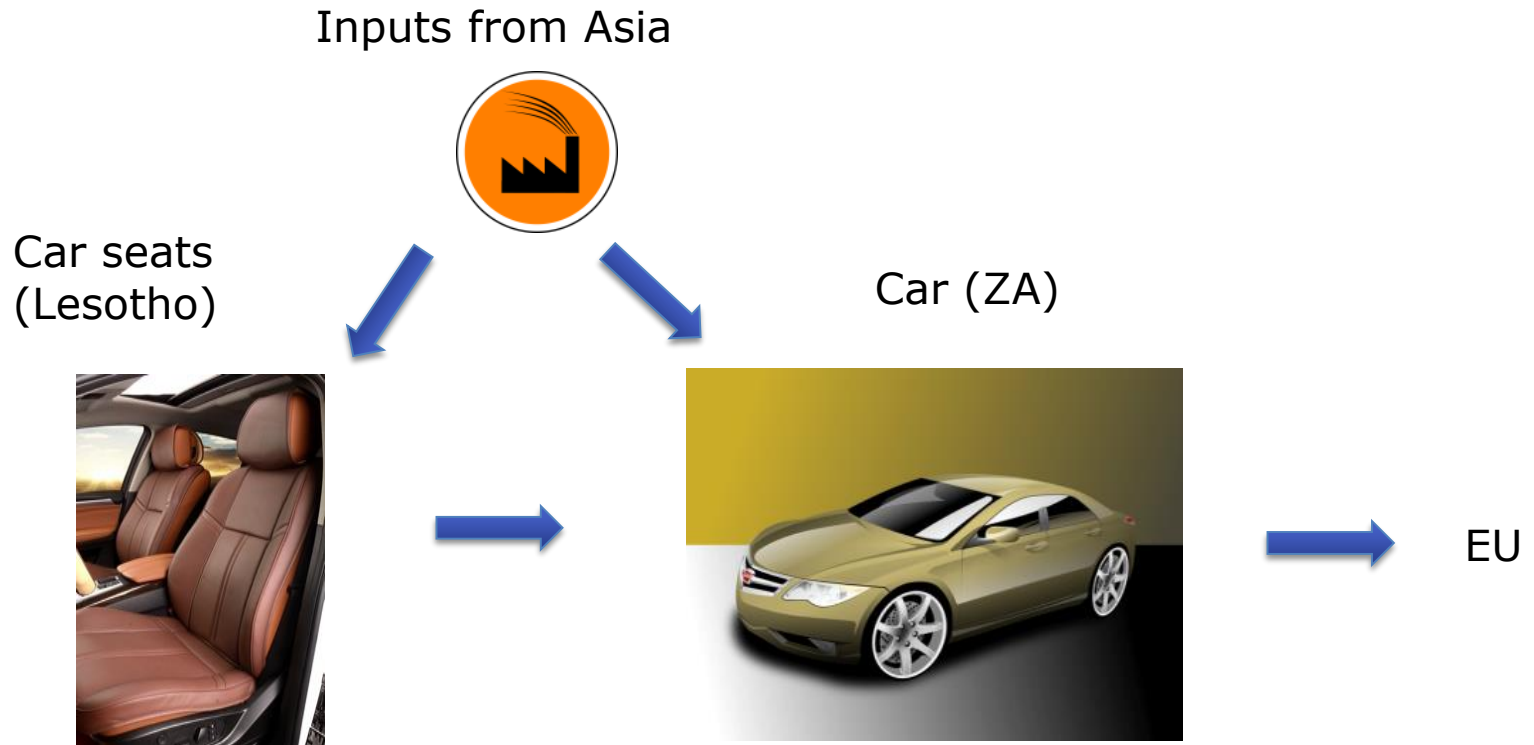 Inputs from Asia
Car seats
(Lesotho)
Car (ZA)
EU